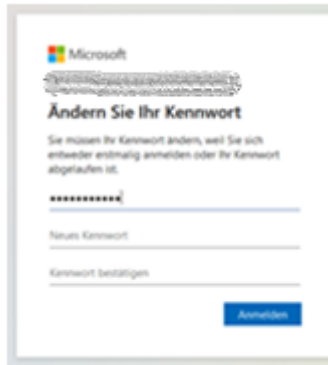 Microsoft
Ändern Sie Ihr Kennwort
Sie müssen Ihr Kennwort ändern, weil Sie sich
entweder erstmalig anmelden oder Ihr Kennwort
abgelaufen ist.
•••••••••••
Neues Kennwort
Kennwort bestätigen
Anmelden